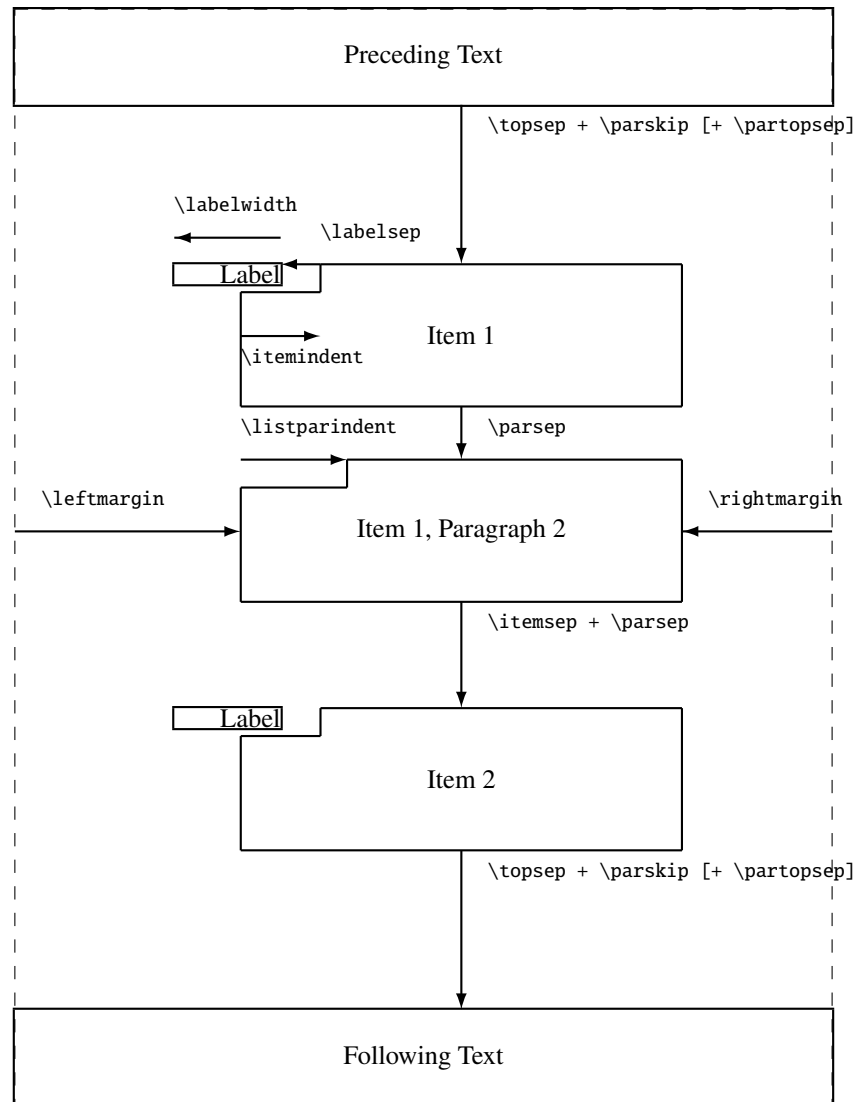 Preceding Text
\topsep + \parskip [+ \partopsep]
\labelwidth
\labelsep
Label
Item 1
\itemindent
\listparindent
\parsep
\leftmargin
\rightmargin
Item 1, Paragraph 2
\itemsep + \parsep
Label
Item 2
\topsep + \parskip [+ \partopsep]
Following Text